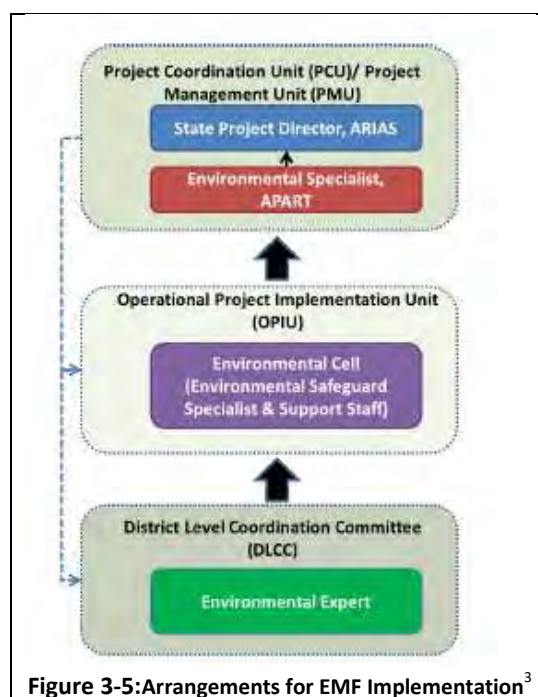 Project Coordination Unit (PCU)/ Project
Management Unit (PMU)
State Project Director, ARIAS
Environmental Specialist,
APART
Operational Project Implementation Unit
(OPIU)
Environmental Cell
(Environmental Safeguard
Specialist & Support Staff)
District Level Coordination Committee
(DLCC)
Environmental Expert
Figure 3-5:Arrangements for EMF Implementation3